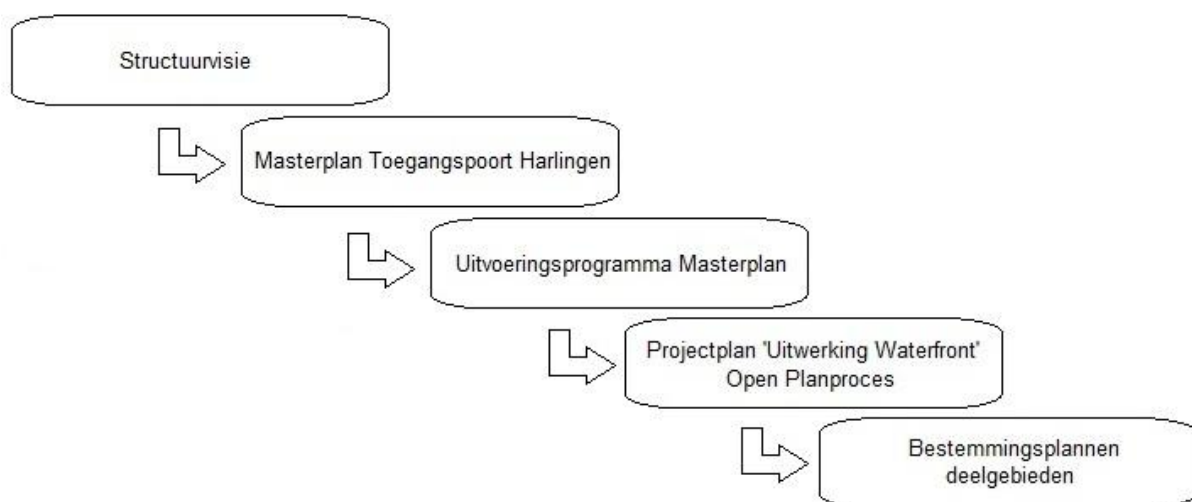 Structuurvisie
Masterplan Toegangspoort Harlingen
Uitvoeringsprogramma Masterplan
Projectplan 'Uitwerking Waterfront'
Open Planproces
Bestemmingsplannen
deelgebieden